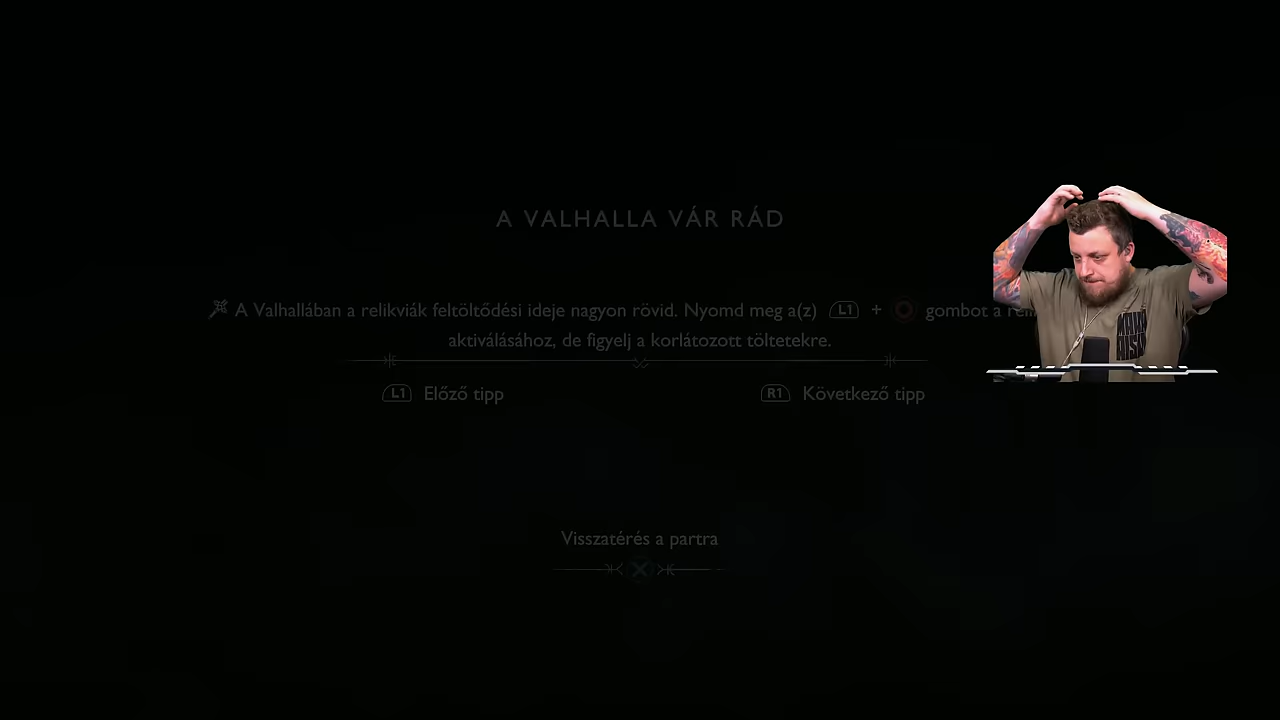 A VALHALLA VÁR RÁD
A Valhallában a relikviák feltöltődési ideje nagyon rövid. Nyomd meg a(z) L1 + gombot a
aktiválásához, de figyelj a korlátozott töltetekre.
L1 Előző tipp R1 Következő tipp
Visszatérés a partra